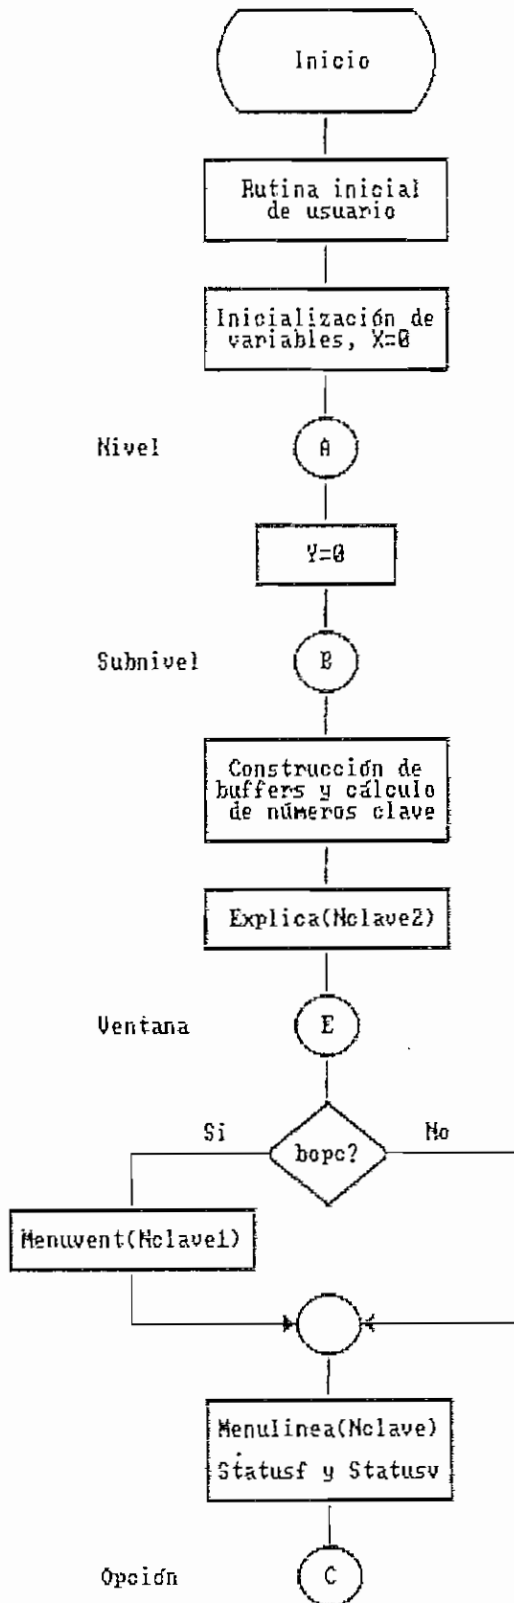 Inicio
Rutina inicial
de usuario
Inicialización de
variables, X=0
Nivel
A
Y=0
Subnivel
B
Construcción de
buffers y cálculo
de números clave
Explica(Nclave2)
Ventana
E
Si
bopc?
No
Menuvent(Nclave1)
Menulinea(Nclave)
Statusf y Statusv
Opción
C